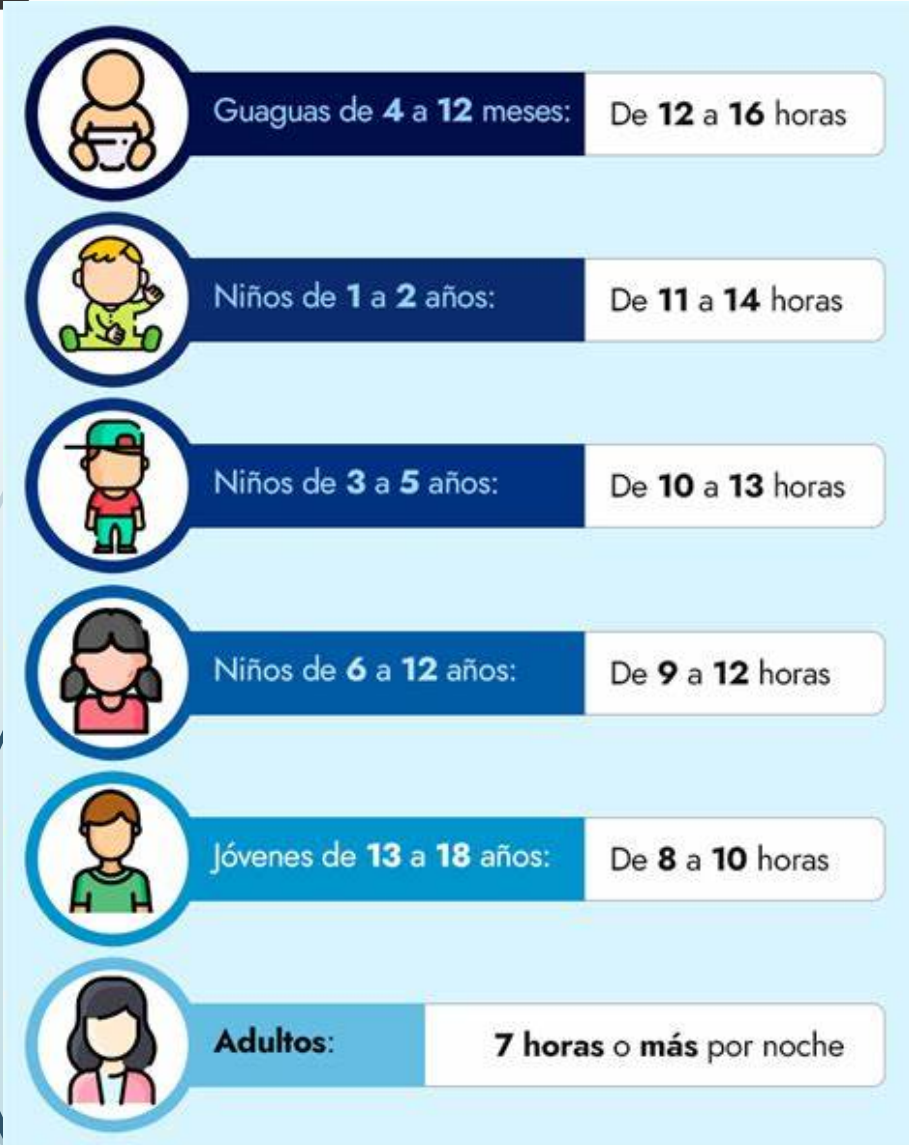 Guaguas de 4 a 12 meses: De 12 a 16 horas
Niños de 1 a 2 años: De 11 a 14 horas
Niños de 3 a 5 años: De 10 a 13 horas
Niños de 6 a 12 años: De 9 a 12 horas
Jóvenes de 13 a 18 años: De 8 a 10 horas
Adultos: 7 horas o más por noche